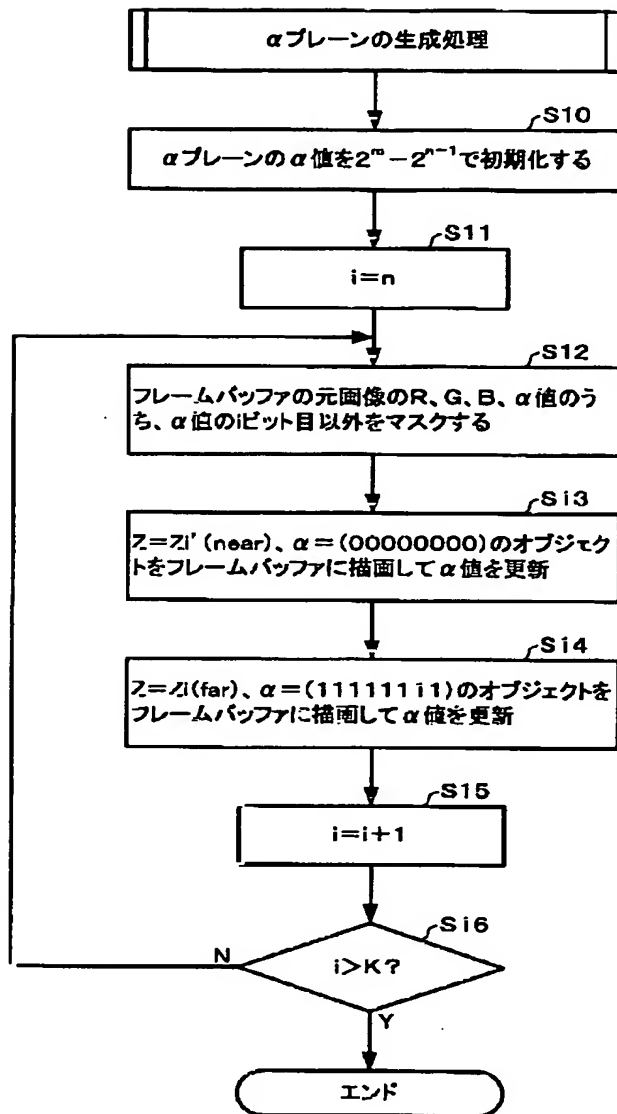 αプレーンの生成処理
S10
αプレーンのα値を2^m−2^{n−1}で初期化する
S11
i=n
S12
フレームバッファの元画像のR、G、B、α値のう
ち、α値のiビット目以外をマスクする
Si3
Z=Zi'(near)、α=(00000000)のオブジェク
トをフレームバッファに描画してα値を更新
Si4
Z=Zi(far)、α=(111111i1)のオブジェクトを
フレームバッファに描画してα値を更新
S15
i=i+1
Si6
i>K?
N
Y
エンド